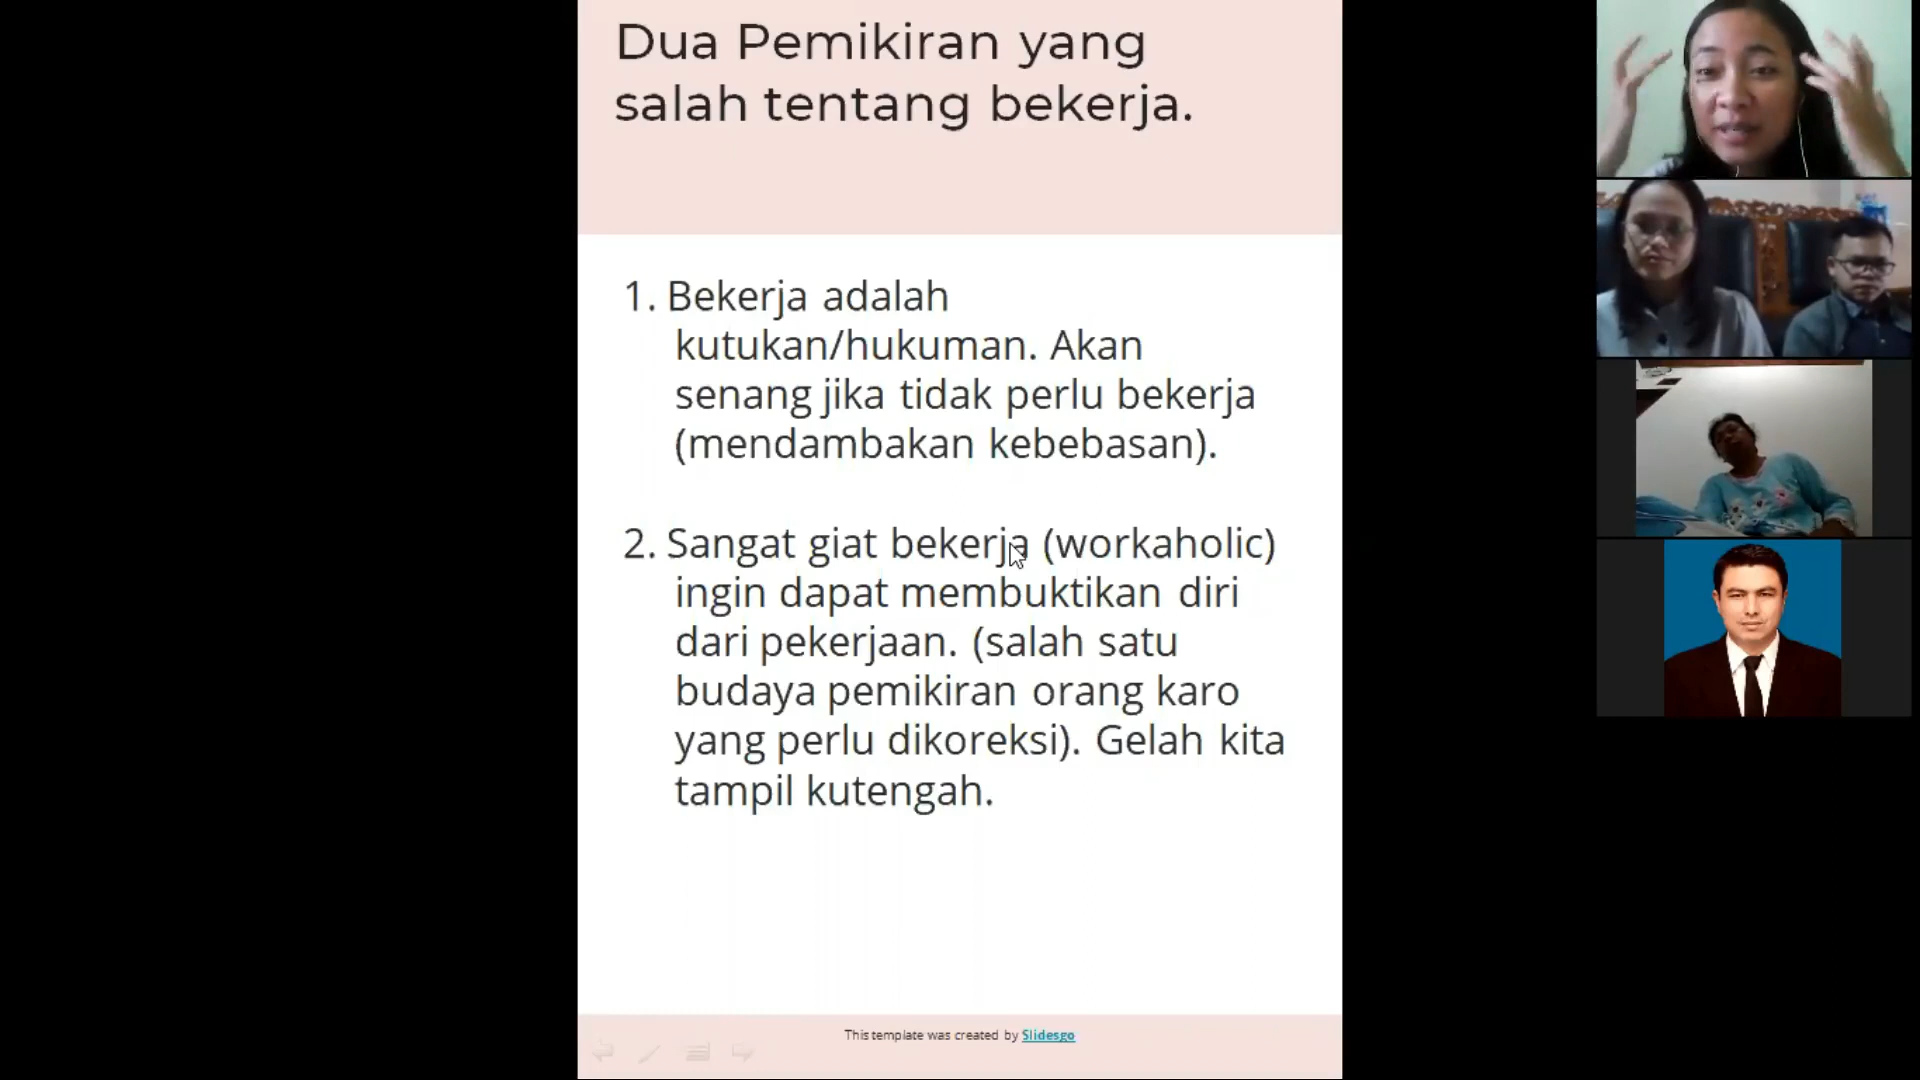 Dua Pemikiran yang
salah tentang bekerja.
1. Bekerja adalah
kutukan/hukuman. Akan
senang jika tidak perlu bekerja
(mendambakan kebebasan).
2. Sangat giat bekerja (workaholic)
ingin dapat membuktikan diri
dari pekerjaan. (salah satu
budaya pemikiran orang karo
yang perlu dikoreksi). Gelah kita
tampil kutengah.
This template was created by Slidesgo